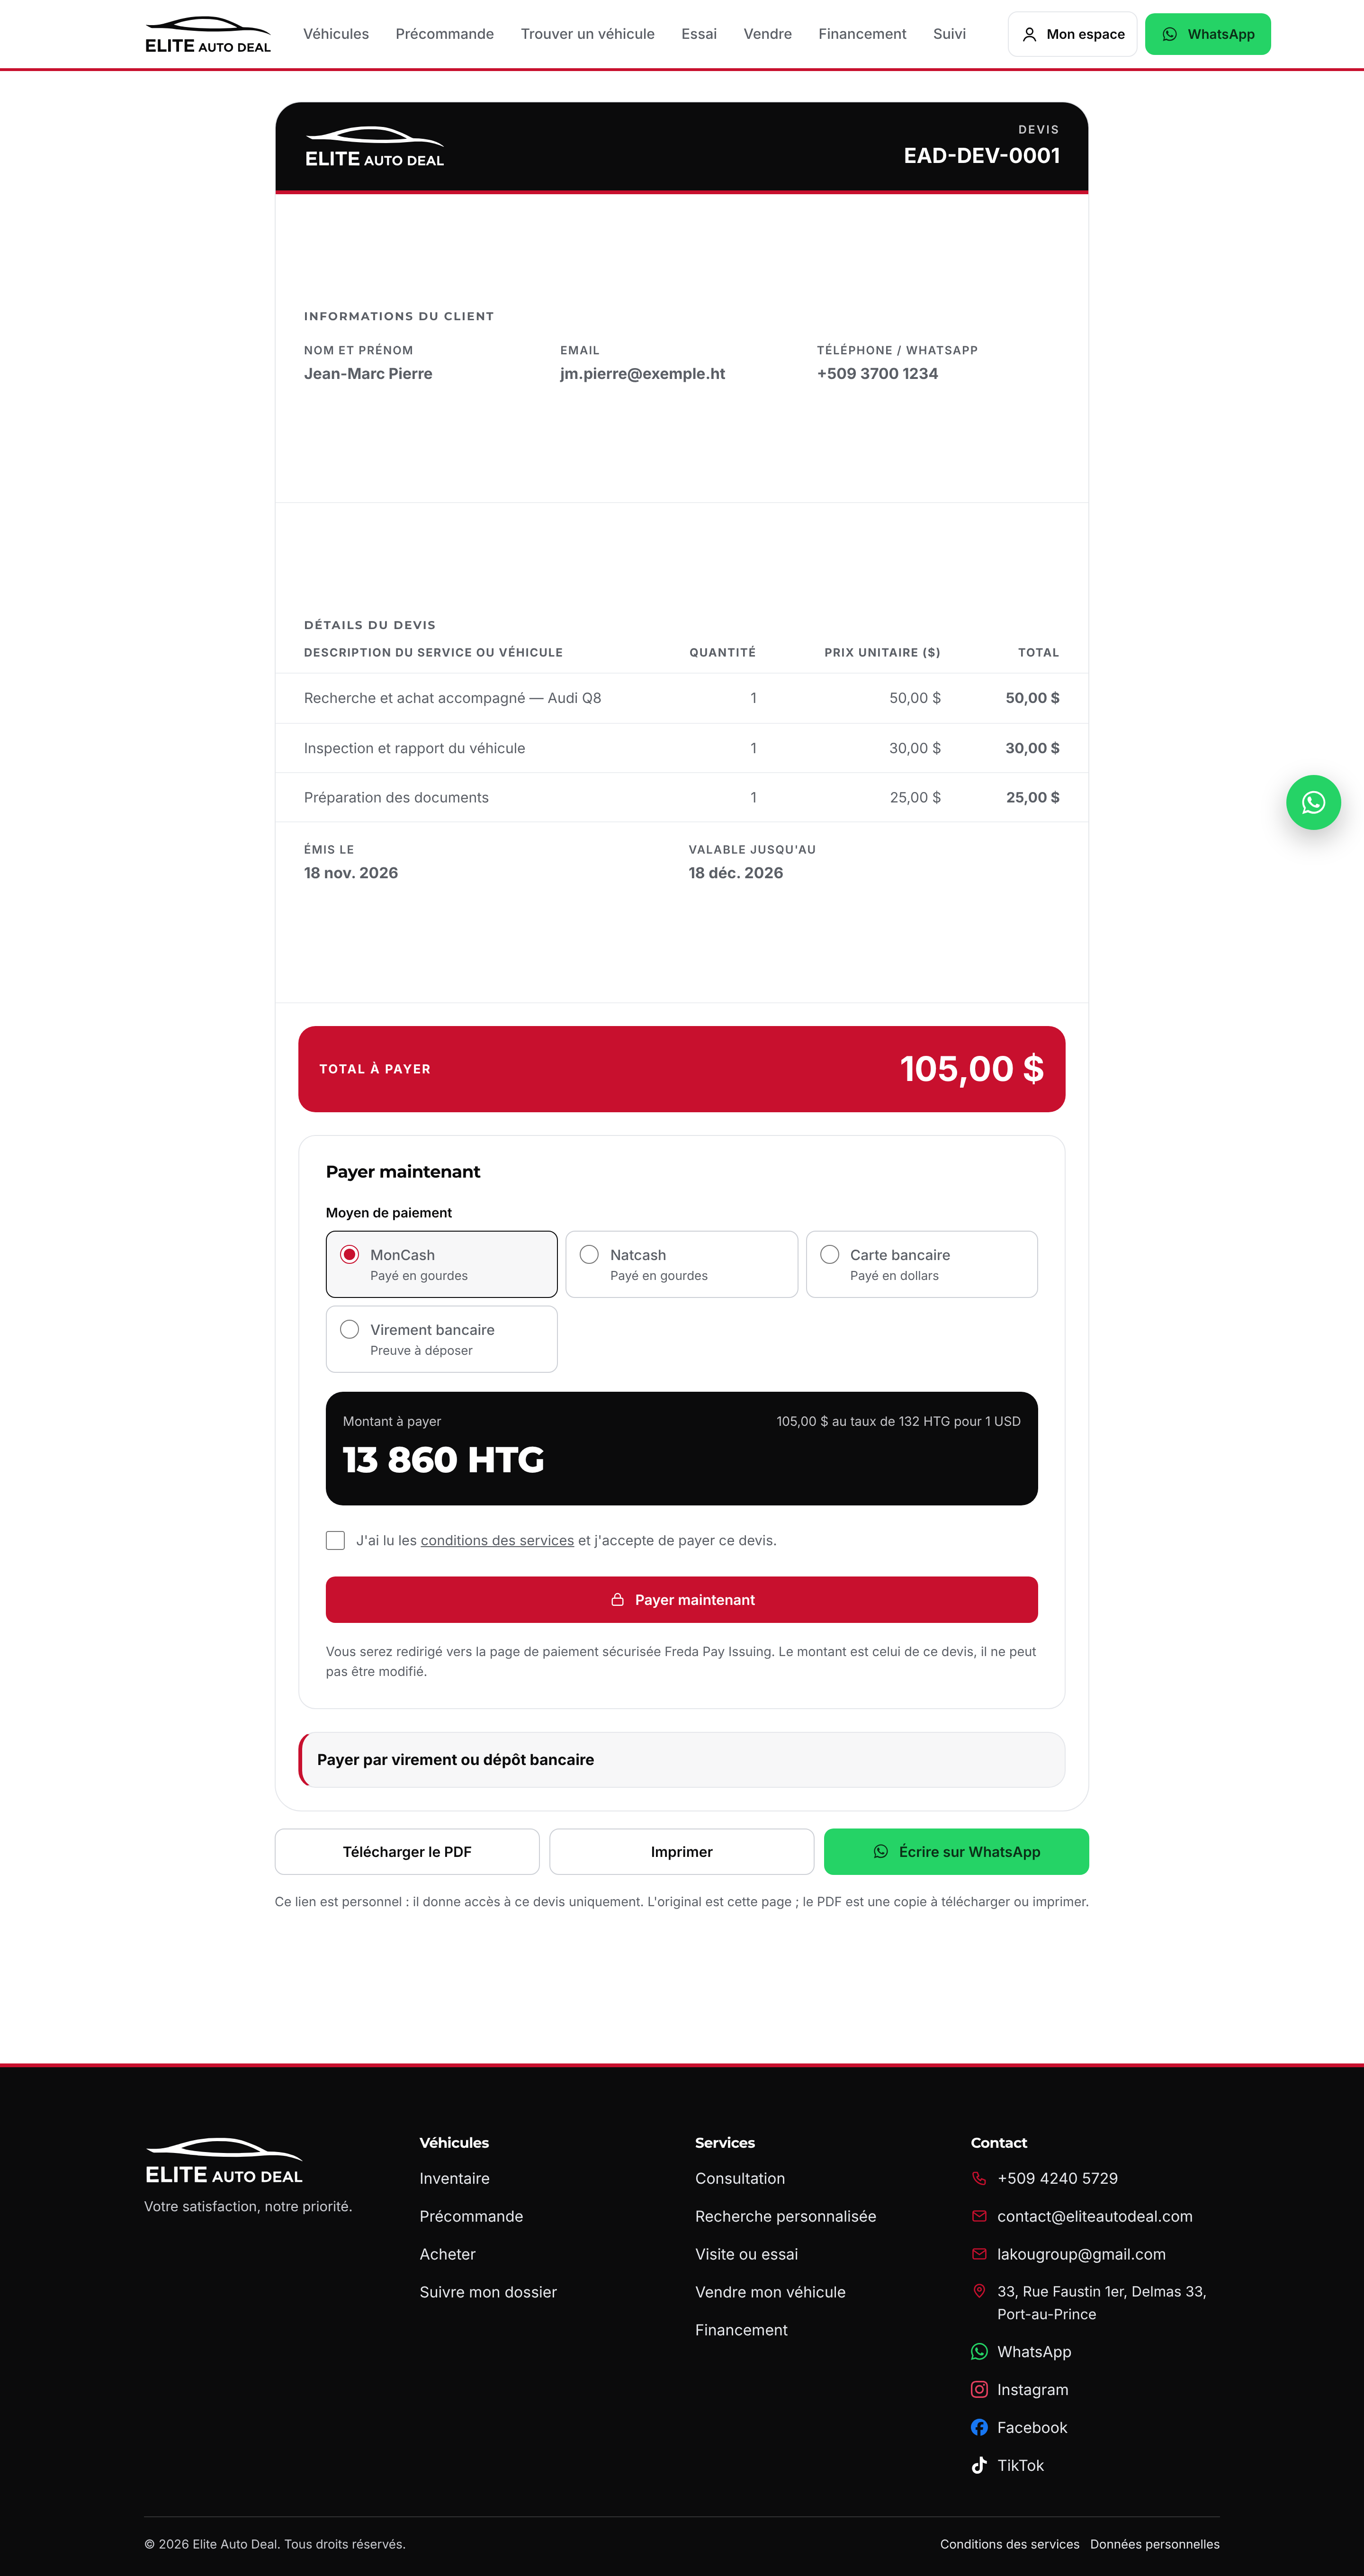 ELITE AUTO DEAL
Véhicules
Précommande
Trouver un véhicule
Essai
Vendre
Financement
Suivi
Mon espace
WhatsApp
ELITE AUTO DEAL
DEVIS
EAD-DEV-0001
INFORMATIONS DU CLIENT
NOM ET PRÉNOM
Jean-Marc Pierre
EMAIL
jm.pierre@exemple.ht
TÉLÉPHONE / WHATSAPP
+509 3700 1234
DÉTAILS DU DEVIS
DESCRIPTION DU SERVICE OU VÉHICULE QUANTITÉ PRIX UNITAIRE ($) TOTAL
Recherche et achat accompagné — Audi Q8 1 50,00 $ 50,00 $
Inspection et rapport du véhicule 1 30,00 $ 30,00 $
Préparation des documents 1 25,00 $ 25,00 $
ÉMIS LE
18 nov. 2026
VALABLE JUSQU'AU
18 déc. 2026
TOTAL À PAYER 105,00 $
Payer maintenant
Moyen de paiement
MonCash
Payé en gourdes
Natcash
Payé en gourdes
Carte bancaire
Payé en dollars
Virement bancaire
Preuve à déposer
Montant à payer
105,00 $ au taux de 132 HTG pour 1 USD
13 860 HTG
J'ai lu les conditions des services et j'accepte de payer ce devis.
Payer maintenant
Vous serez redirigé vers la page de paiement sécurisée Freda Pay Issuing. Le montant est celui de ce devis, il ne peut
pas être modifié.
Payer par virement ou dépôt bancaire
Télécharger le PDF
Imprimer
Écrire sur WhatsApp
Ce lien est personnel : il donne accès à ce devis uniquement. L'original est cette page ; le PDF est une copie à télécharger ou imprimer.
ELITE AUTO DEAL
Votre satisfaction, notre priorité.
Véhicules
Inventaire
Précommande
Acheter
Suivre mon dossier
Services
Consultation
Recherche personnalisée
Visite ou essai
Vendre mon véhicule
Financement
Contact
+509 4240 5729
contact@eliteautodeal.com
lakougroup@gmail.com
33, Rue Faustin 1er, Delmas 33,
Port-au-Prince
WhatsApp
Instagram
Facebook
TikTok
© 2026 Elite Auto Deal. Tous droits réservés.
Conditions des services
Données personnelles